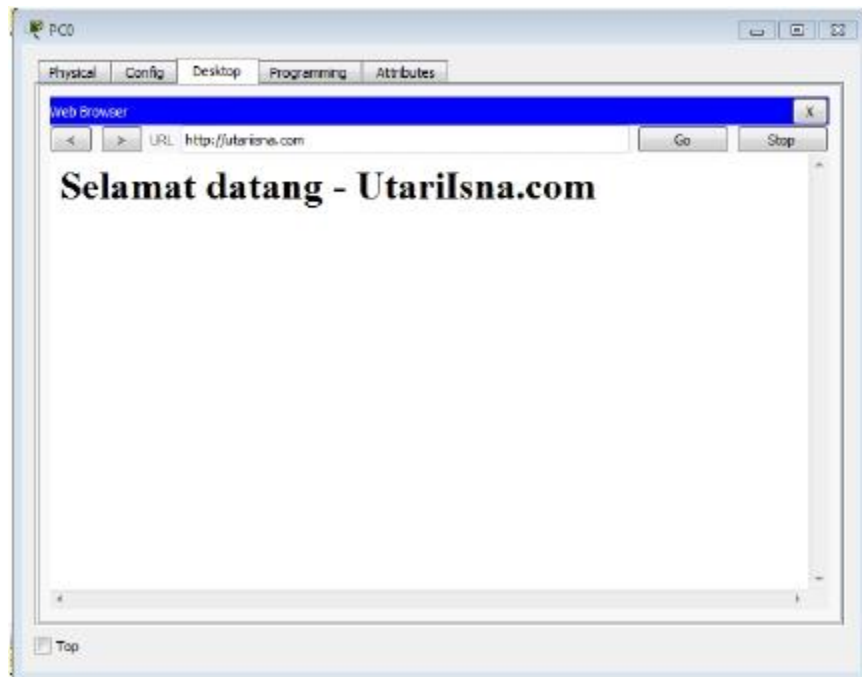 PC0
Physical Config Desktop Programming Attributes
Web Browser
X
< > URL http://utariisna.com Go Stop
Selamat datang - UtariIsna.com
Top